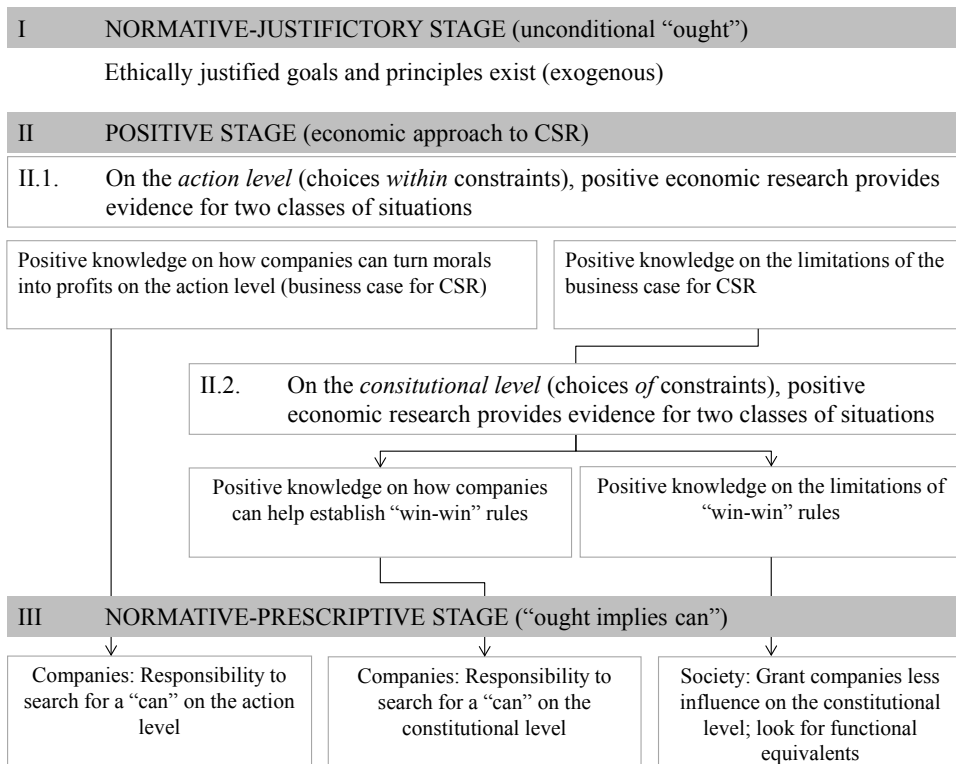 I NORMATIVE-JUSTIFICTORY STAGE (unconditional “ought”)
Ethically justified goals and principles exist (exogenous)
II POSITIVE STAGE (economic approach to CSR)
II.1. On the action level (choices within constraints), positive economic research provides
evidence for two classes of situations
Positive knowledge on how companies can turn morals
into profits on the action level (business case for CSR)
Positive knowledge on the limitations of the
business case for CSR
II.2. On the consitutional level (choices of constraints), positive
economic research provides evidence for two classes of situations
Positive knowledge on how companies
can help establish “win-win” rules
Positive knowledge on the limitations of
“win-win” rules
III NORMATIVE-PRESCRIPTIVE STAGE (“ought implies can”)
Companies: Responsibility to
search for a “can” on the action
level
Companies: Responsibility to
search for a “can” on the
constitutional level
Society: Grant companies less
influence on the constitutional
level; look for functional
equivalents